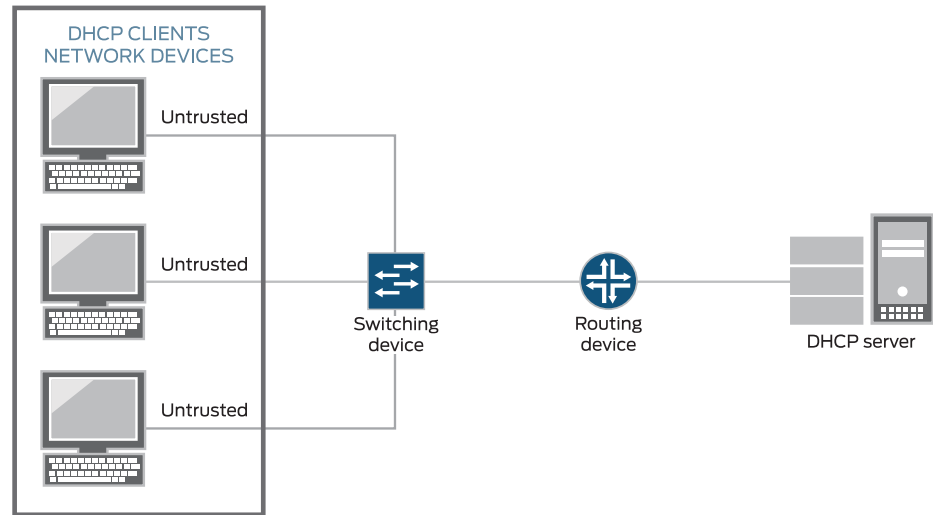 DHCP CLIENTS
NETWORK DEVICES
Untrusted
Untrusted
Untrusted
Switching
device
Routing
device
DHCP server